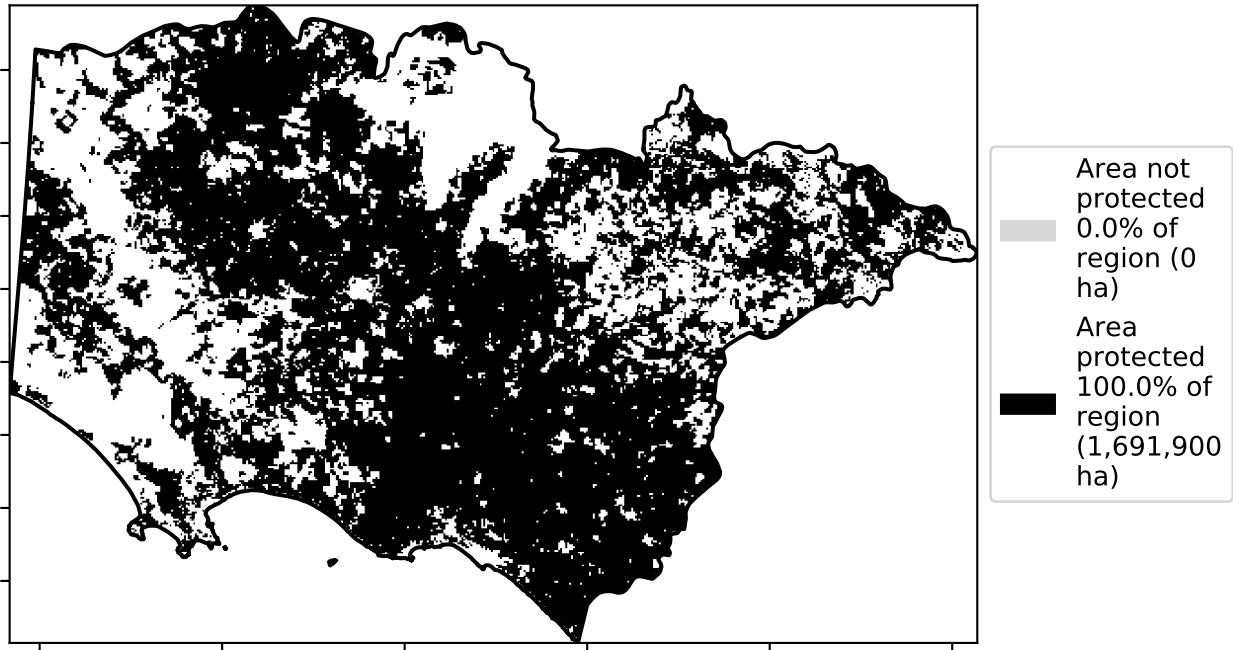 Area not
protected
0.0% of
region (0
ha)
Area
protected
100.0% of
region
(1,691,900
ha)